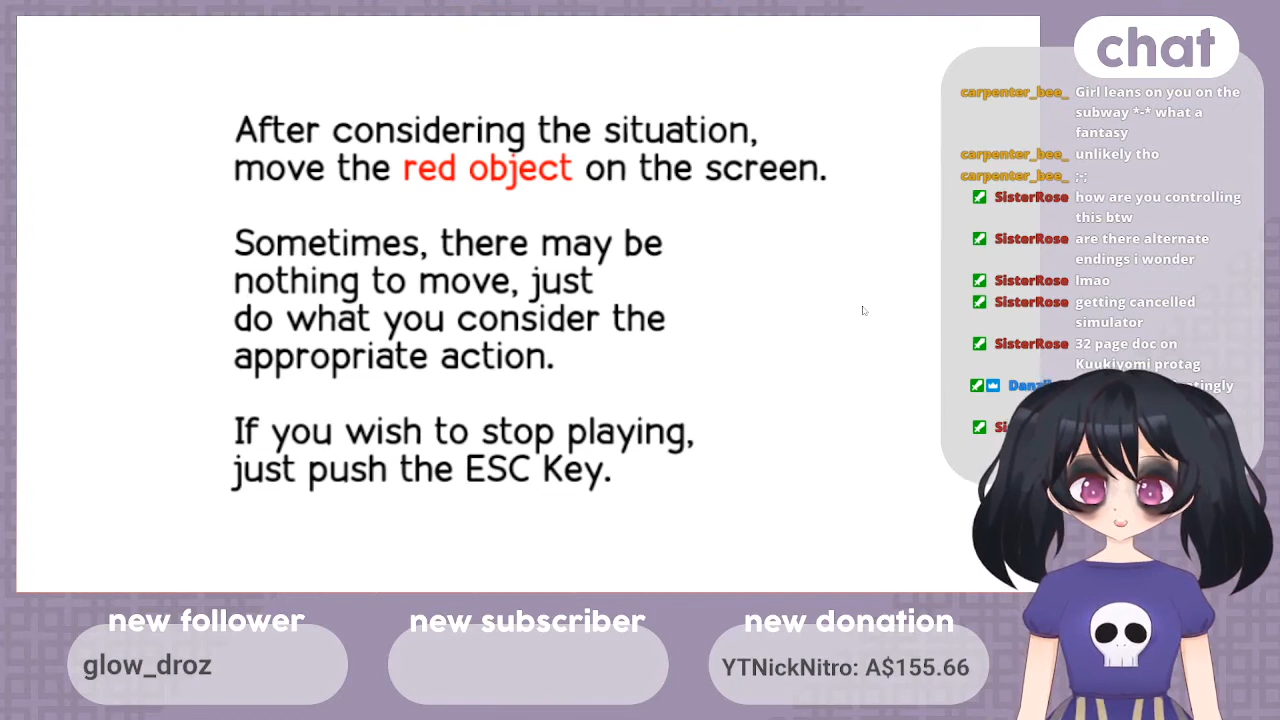 After considering the situation,
move the red object on the screen.
Sometimes, there may be
nothing to move, just
do what you consider the
appropriate action.
If you wish to stop playing,
just push the ESC Key.
chat
carpenter_bee_ Girl leans on you on the
subway *-* what a
fantasy
carpenter_bee_ unlikely tho
carpenter_bee_ ;-;
SisterRose how are you controlling
this btw
SisterRose are there alternate
endings i wonder
SisterRose lmao
SisterRose getting cancelled
simulator
SisterRose 32 page doc on
Kuukiyomi protag
new follower
glow_droz
new subscriber
new donation
YTNickNitro: A$155.66